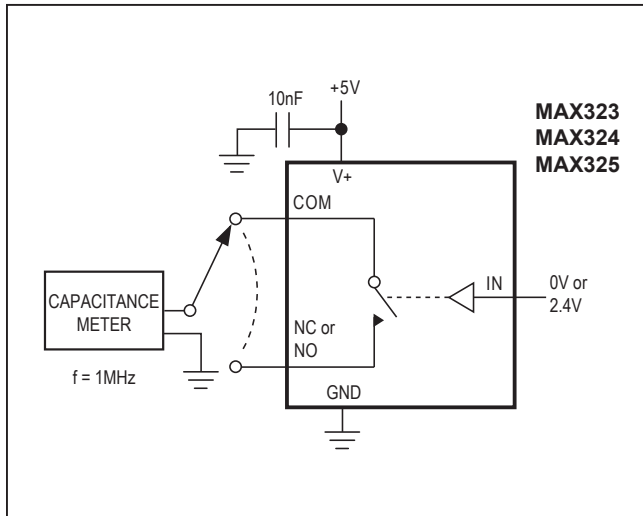 +5V
10nF
MAX323
MAX324
MAX325
V+
COM
IN
0V or
2.4V
CAPACITANCE
METER
NC or
NO
f = 1MHz
GND